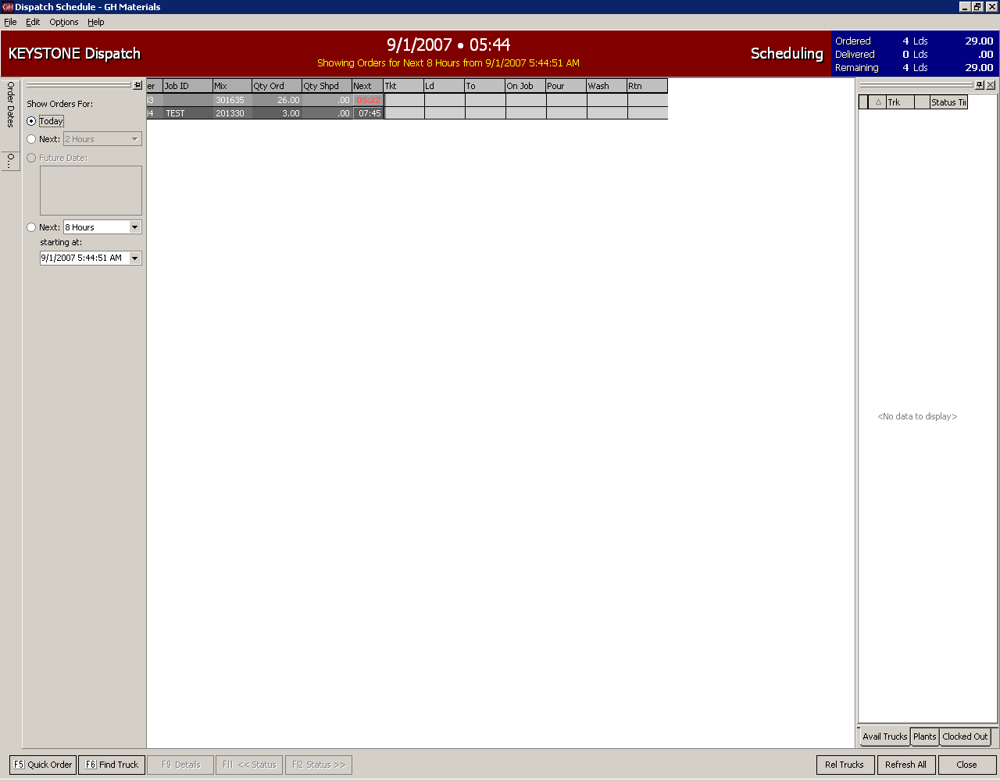 GH Dispatch Schedule - GH Materials
File Edit Options Help
KEYSTONE Dispatch
9/1/2007 • 05:44
Showing Orders for Next 8 Hours from 9/1/2007 5:44:51 AM
Scheduling
Ordered 4 Lds 29.00
Delivered 0 Lds .00
Remaining 4 Lds 29.00
Order Dates
O...
Show Orders For:
Today
Next: 2 Hours
Future Date:
Next: 8 Hours
starting at:
9/1/2007 5:44:51 AM
er Job ID Mix Qty Ord Qty Shpd Next Tkt Ld To On Job Pour Wash Rtn
03 301635 26.00 .00 05:22
04 TEST 201330 3.00 .00 07:45
Trk Status Tii
<No data to display>
Avail Trucks Plants Clocked Out
F5 Quick Order F6 Find Truck F9 Details F11 << Status F12 Status >> Rel Trucks Refresh All Close